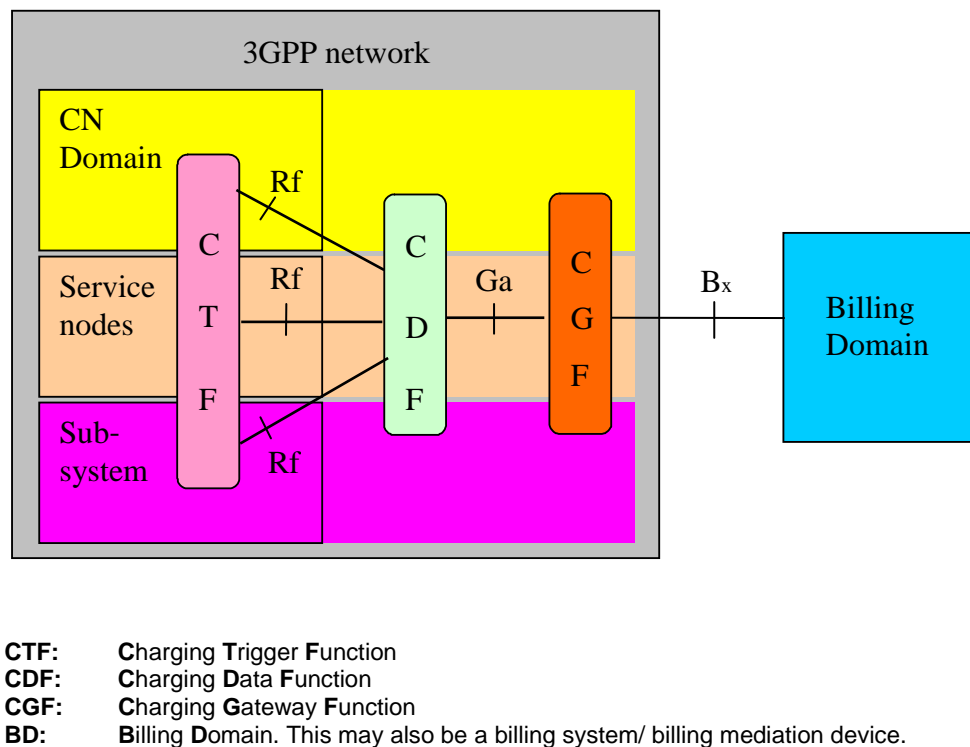 3GPP network
CN
Domain
Rf
C
T
F
Service
nodes
Rf
Sub-
system
Rf
C
D
F
Ga
C
G
F
Bx
Billing
Domain
CTF: Charging Trigger Function
CDF: Charging Data Function
CGF: Charging Gateway Function
BD: Billing Domain. This may also be a billing system/ billing mediation device.